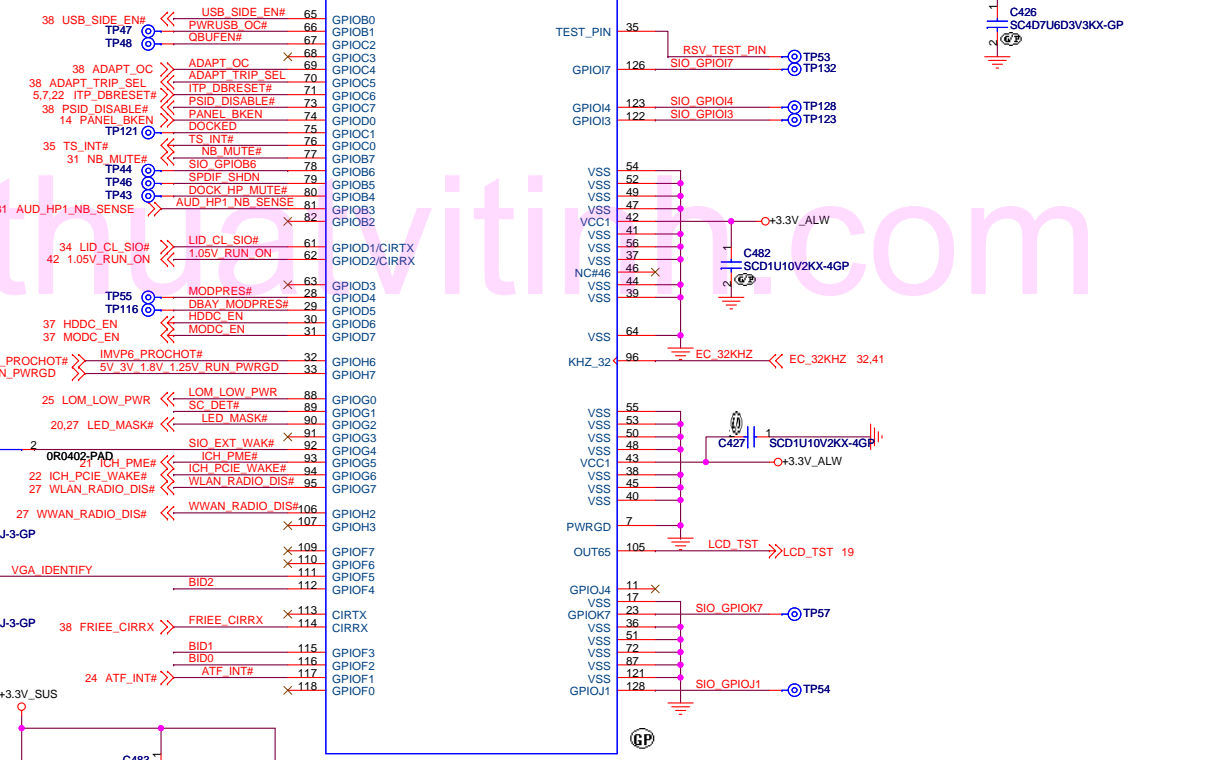 38 USB_SIDE_EN# USB_SIDE_EN# 65 GPIOB0
TP47 PWRUSB_OC# 66 GPIOB1
TP48 QBUFEN# 67 GPIOC2
68 GPIOC3
38 ADAPT_OC ADAPT_OC 69 GPIOC4
38 ADAPT_TRIP_SEL ADAPT_TRIP_SEL 70 GPIOC5
5,7,22 ITP_DBRESET# ITP_DBRESET# 71 GPIOC6
38 PSID_DISABLE# PSID_DISABLE# 73 GPIOC7
14 PANEL_BKEN PANEL_BKEN 74 GPIOD0
TP121 DOCKED 75 GPIOC1
35 TS_INT# TS_INT# 76 GPIOC0
31 NB_MUTE# NB_MUTE# 77 GPIOB7
TP44 SIO_GPIOB6 78 GPIOB6
TP46 SPDIF_SHDN 79 GPIOB5
TP43 DOCK_HP_MUTE# 80 GPIOB4
31 AUD_HP1_NB_SENSE AUD_HP1_NB_SENSE 81 GPIOB3
82 GPIOB2
34 LID_CL_SIO# LID_CL_SIO# 61 GPIOD1/CIRTX
42 1.05V_RUN_ON 1.05V_RUN_ON 62 GPIOD2/CIRRX
63 GPIOD3
TP55 MODPRES# 28 GPIOD4
TP116 DBAY_MODPRES# 29 GPIOD5
37 HDDC_EN HDDC_EN 30 GPIOD6
37 MODC_EN MODC_EN 31 GPIOD7
_PROCHOT# IMVP6_PROCHOT# 32 GPIOH6
N_PWRGD 5V_3V_1.8V_1.25V_RUN_PWRGD 33 GPIOH7
25 LOM_LOW_PWR LOM_LOW_PWR 88 GPIOG0
SC_DET# 89 GPIOG1
20,27 LED_MASK# LED_MASK# 90 GPIOG2
91 GPIOG3
2 0R0402-PAD SIO_EXT_WAK# 92 GPIOG4
21 ICH_PME# ICH_PME# 93 GPIOG5
22 ICH_PCIE_WAKE# ICH_PCIE_WAKE# 94 GPIOG6
27 WLAN_RADIO_DIS# WLAN_RADIO_DIS# 95 GPIOG7
27 WWAN_RADIO_DIS# WWAN_RADIO_DIS# 106 GPIOH2
107 GPIOH3
J-3-GP
109 GPIOF7
110 GPIOF6
VGA_IDENTIFY 111 GPIOF5
BID2 112 GPIOF4
113 CIRTX
J-3-GP
38 FRIEE_CIRRX FRIEE_CIRRX 114 CIRRX
BID1 115 GPIOF3
BID0 116 GPIOF2
24 ATF_INT# ATF_INT# 117 GPIOF1
118 GPIOF0
+3.3V_SUS
C483 1
TEST_PIN 35 RSV_TEST_PIN TP53
GPIOI7 126 SIO_GPIOI7 TP132
GPIOI4 123 SIO_GPIOI4 TP128
GPIOI3 122 SIO_GPIOI3 TP123
VSS 54
VSS 52
VSS 49
VSS 47
VCC1 42 +3.3V_ALW
VSS 41
VSS 56
VSS 37
NC#46 46
VSS 44
VSS 39
VSS 64
1 C482
SCD1U10V2KX-4GP
2 G/P
KHZ_32 96 EC_32KHZ EC_32KHZ 32,41
VSS 55
VSS 53
VSS 50
VSS 48
VCC1 43 +3.3V_ALW
VSS 38
VSS 45
VSS 40
C427 1 SCD1U10V2KX-4GP
PWRGD 7
OUT65 105 LCD_TST LCD_TST 19
GPIOJ4 11
VSS 17
GPIOK7 23 SIO_GPIOK7 TP57
VSS 36
VSS 51
VSS 72
VSS 87
VSS 121
GPIOJ1 128 SIO_GPIOJ1 TP54
GP
1 C426
SC4D7U6D3V3KX-GP
2 G/P
thuatvitinh.com